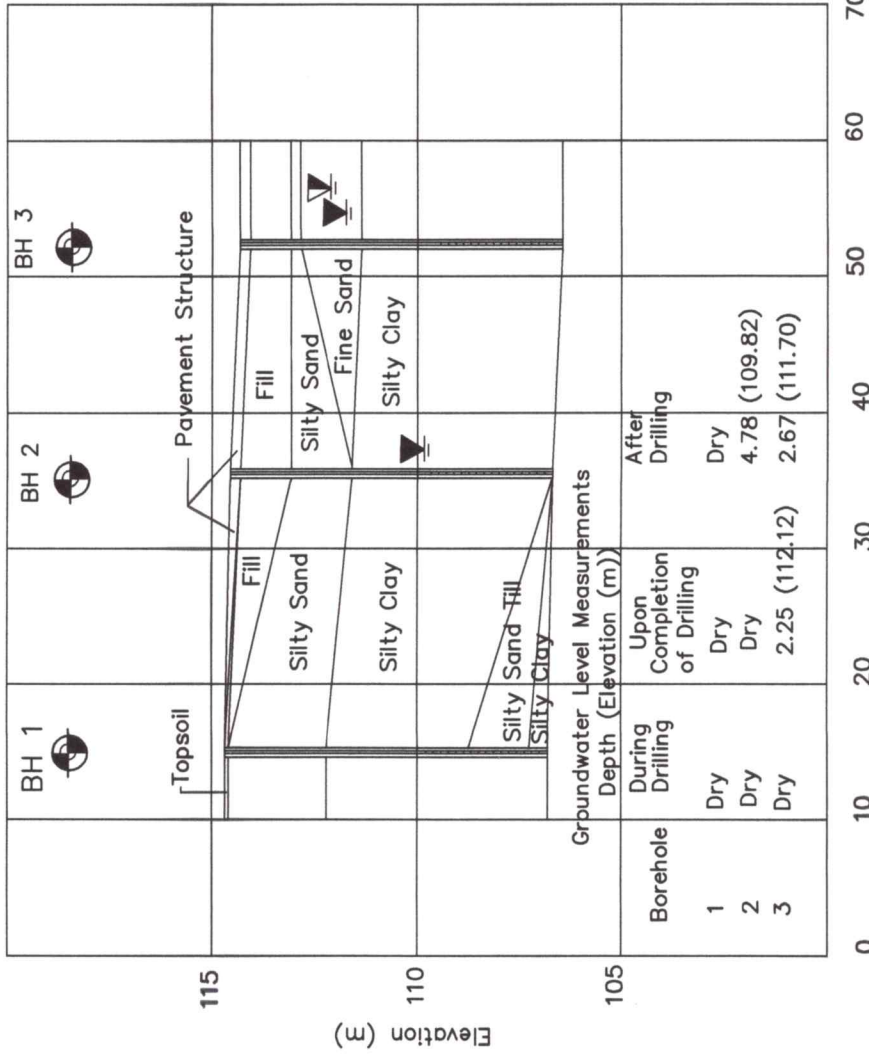 BH 1
BH 2
BH 3
Pavement Structure
Topsoil
Fill
Fill
Silty Sand
Silty Sand
Fine Sand
Silty Clay
Silty Clay
Silty Sand Till
Silty Clay
115
110
105
Elevation (m)
Groundwater Level Measurements
Depth (Elevation (m))
Borehole During Drilling Upon Completion of Drilling After Drilling
1 Dry Dry Dry
2 Dry Dry 4.78 (109.82)
3 Dry 2.25 (112.12) 2.67 (111.70)
0 10 20 30 40 50 60 70